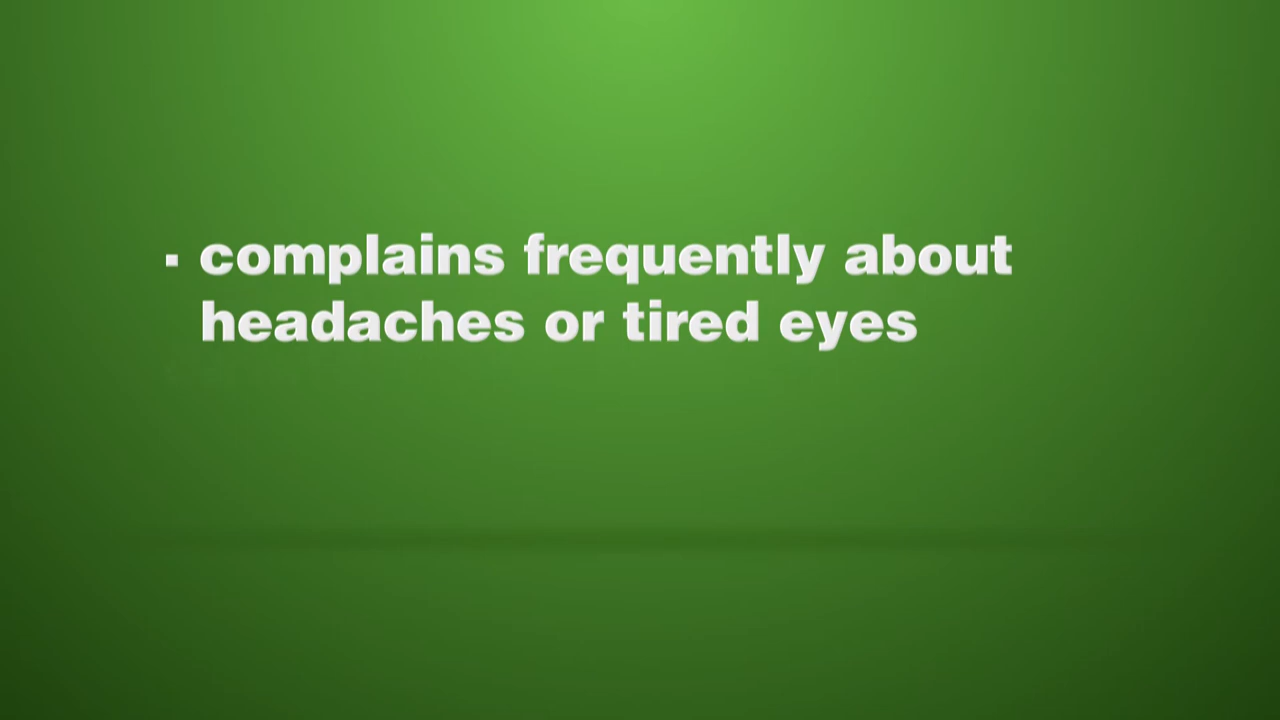 ▪ complains frequently about
headaches or tired eyes